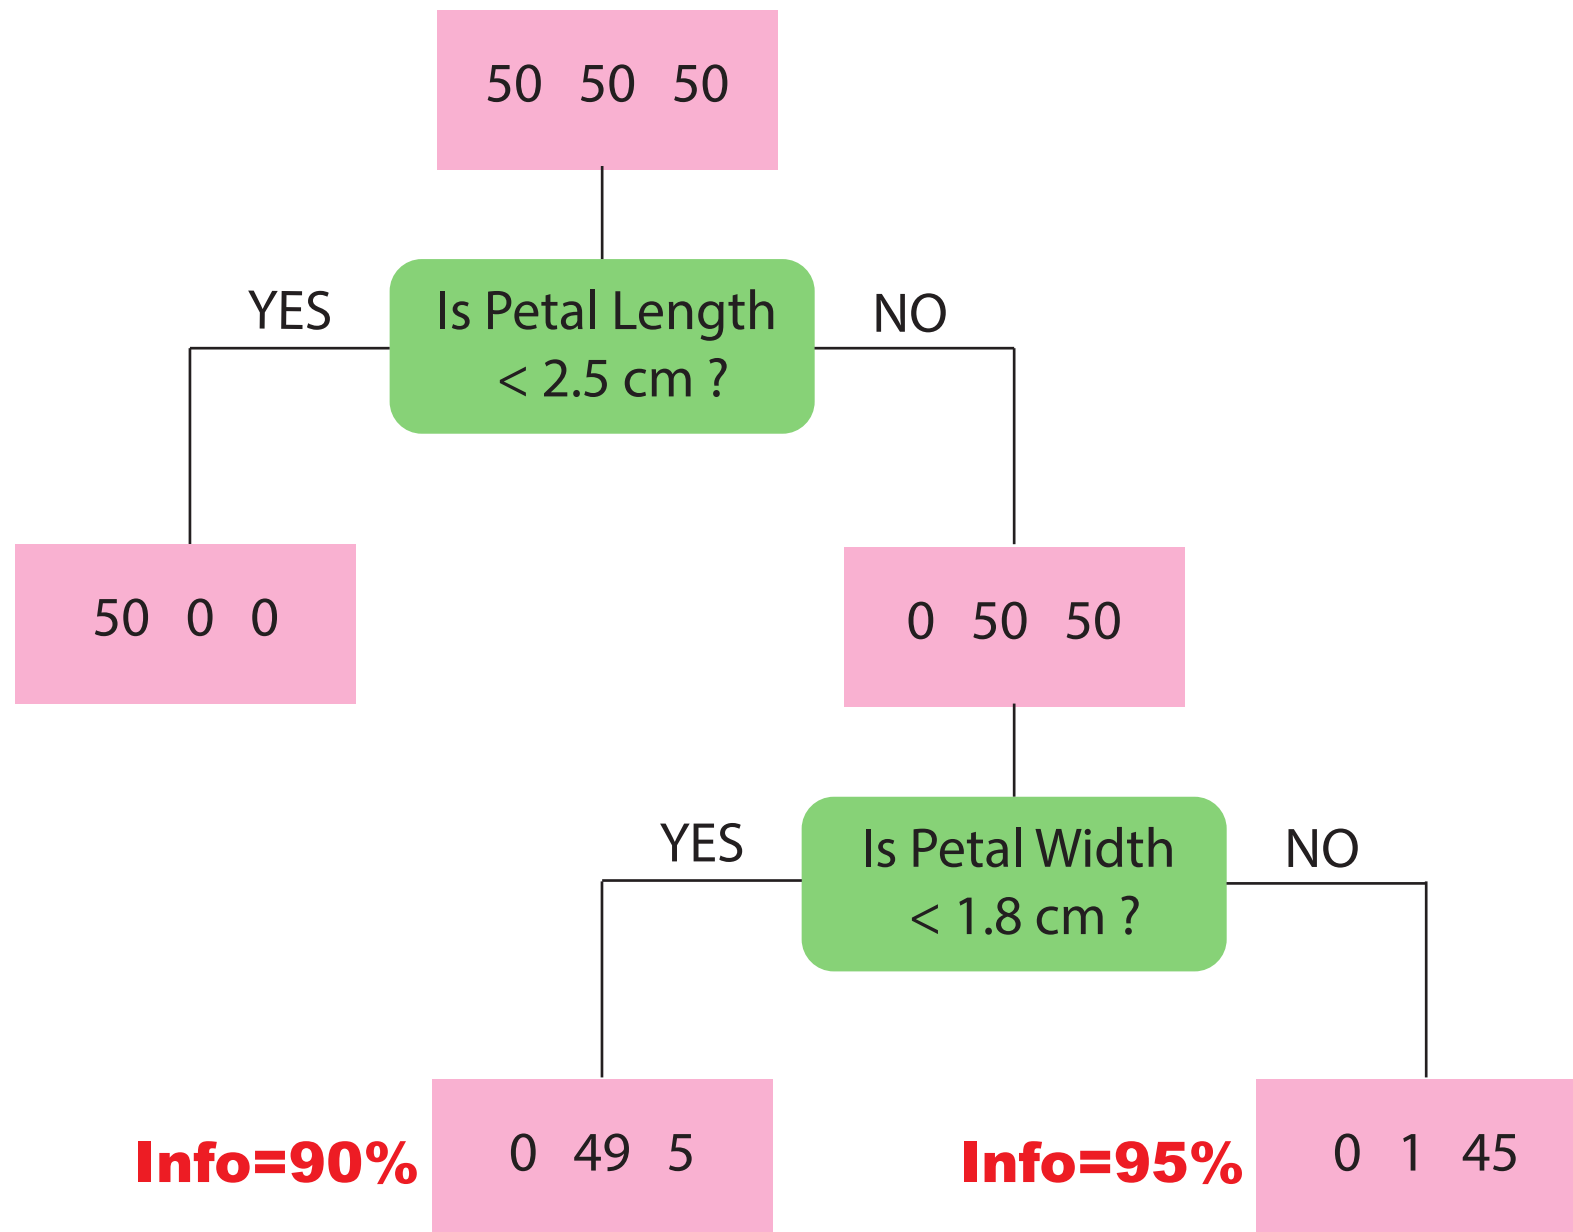 50 50 50
YES
Is Petal Length
< 2.5 cm ?
NO
50 0 0
0 50 50
YES
Is Petal Width
< 1.8 cm ?
NO
Info=90%
0 49 5
Info=95%
0 1 45